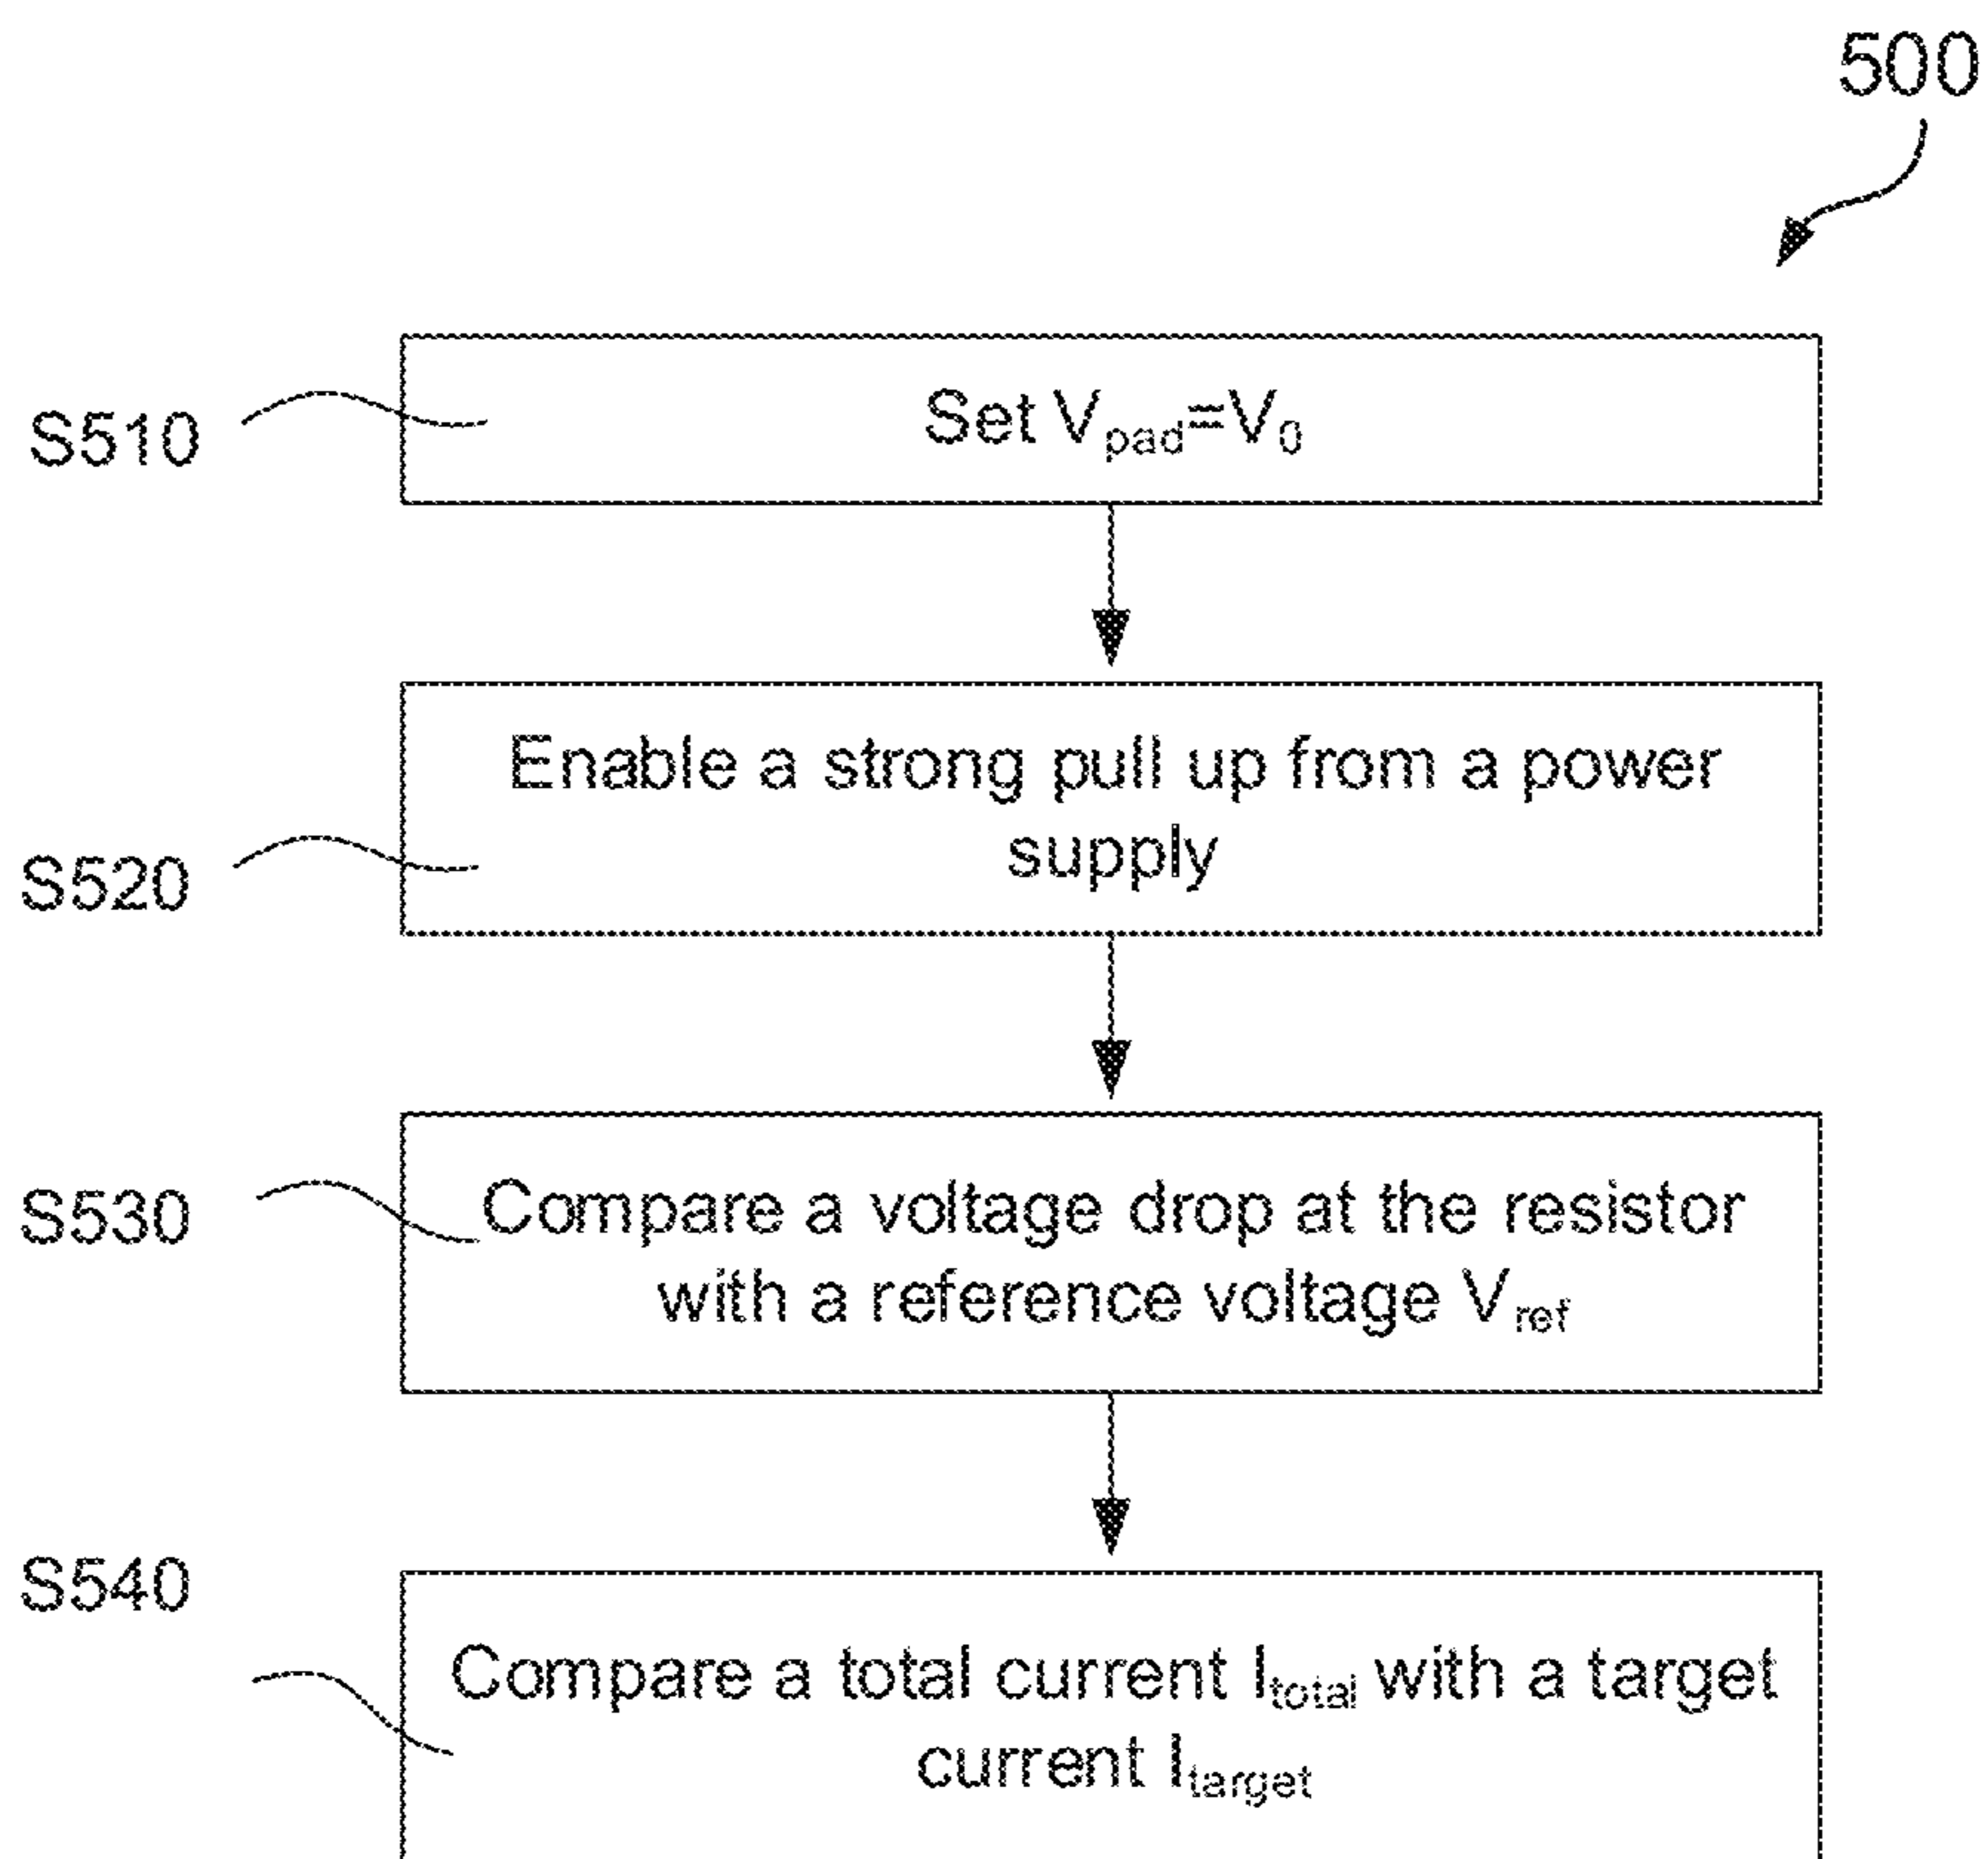 500
S510
Set Vpad=V0
Enable a strong pull up from a power
supply
S520
S530
Compare a voltage drop at the resistor
with a reference voltage Vref
S540
Compare a total current Itotal with a target
current Itarget